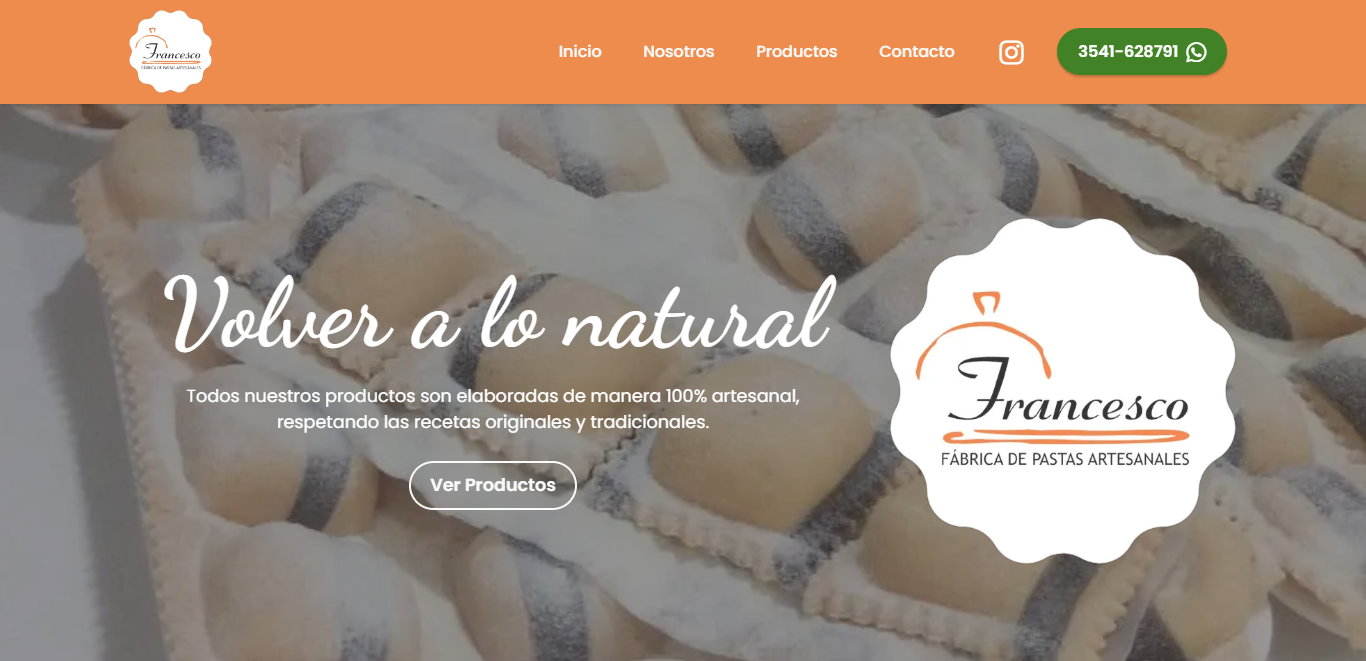 Francesco
FÁBRICA DE PASTAS ARTESANALES
Inicio
Nosotros
Productos
Contacto
3541-628791
Volver a lo natural
Todos nuestros productos son elaboradas de manera 100% artesanal,
respetando las recetas originales y tradicionales.
Ver Productos
Francesco
FÁBRICA DE PASTAS ARTESANALES